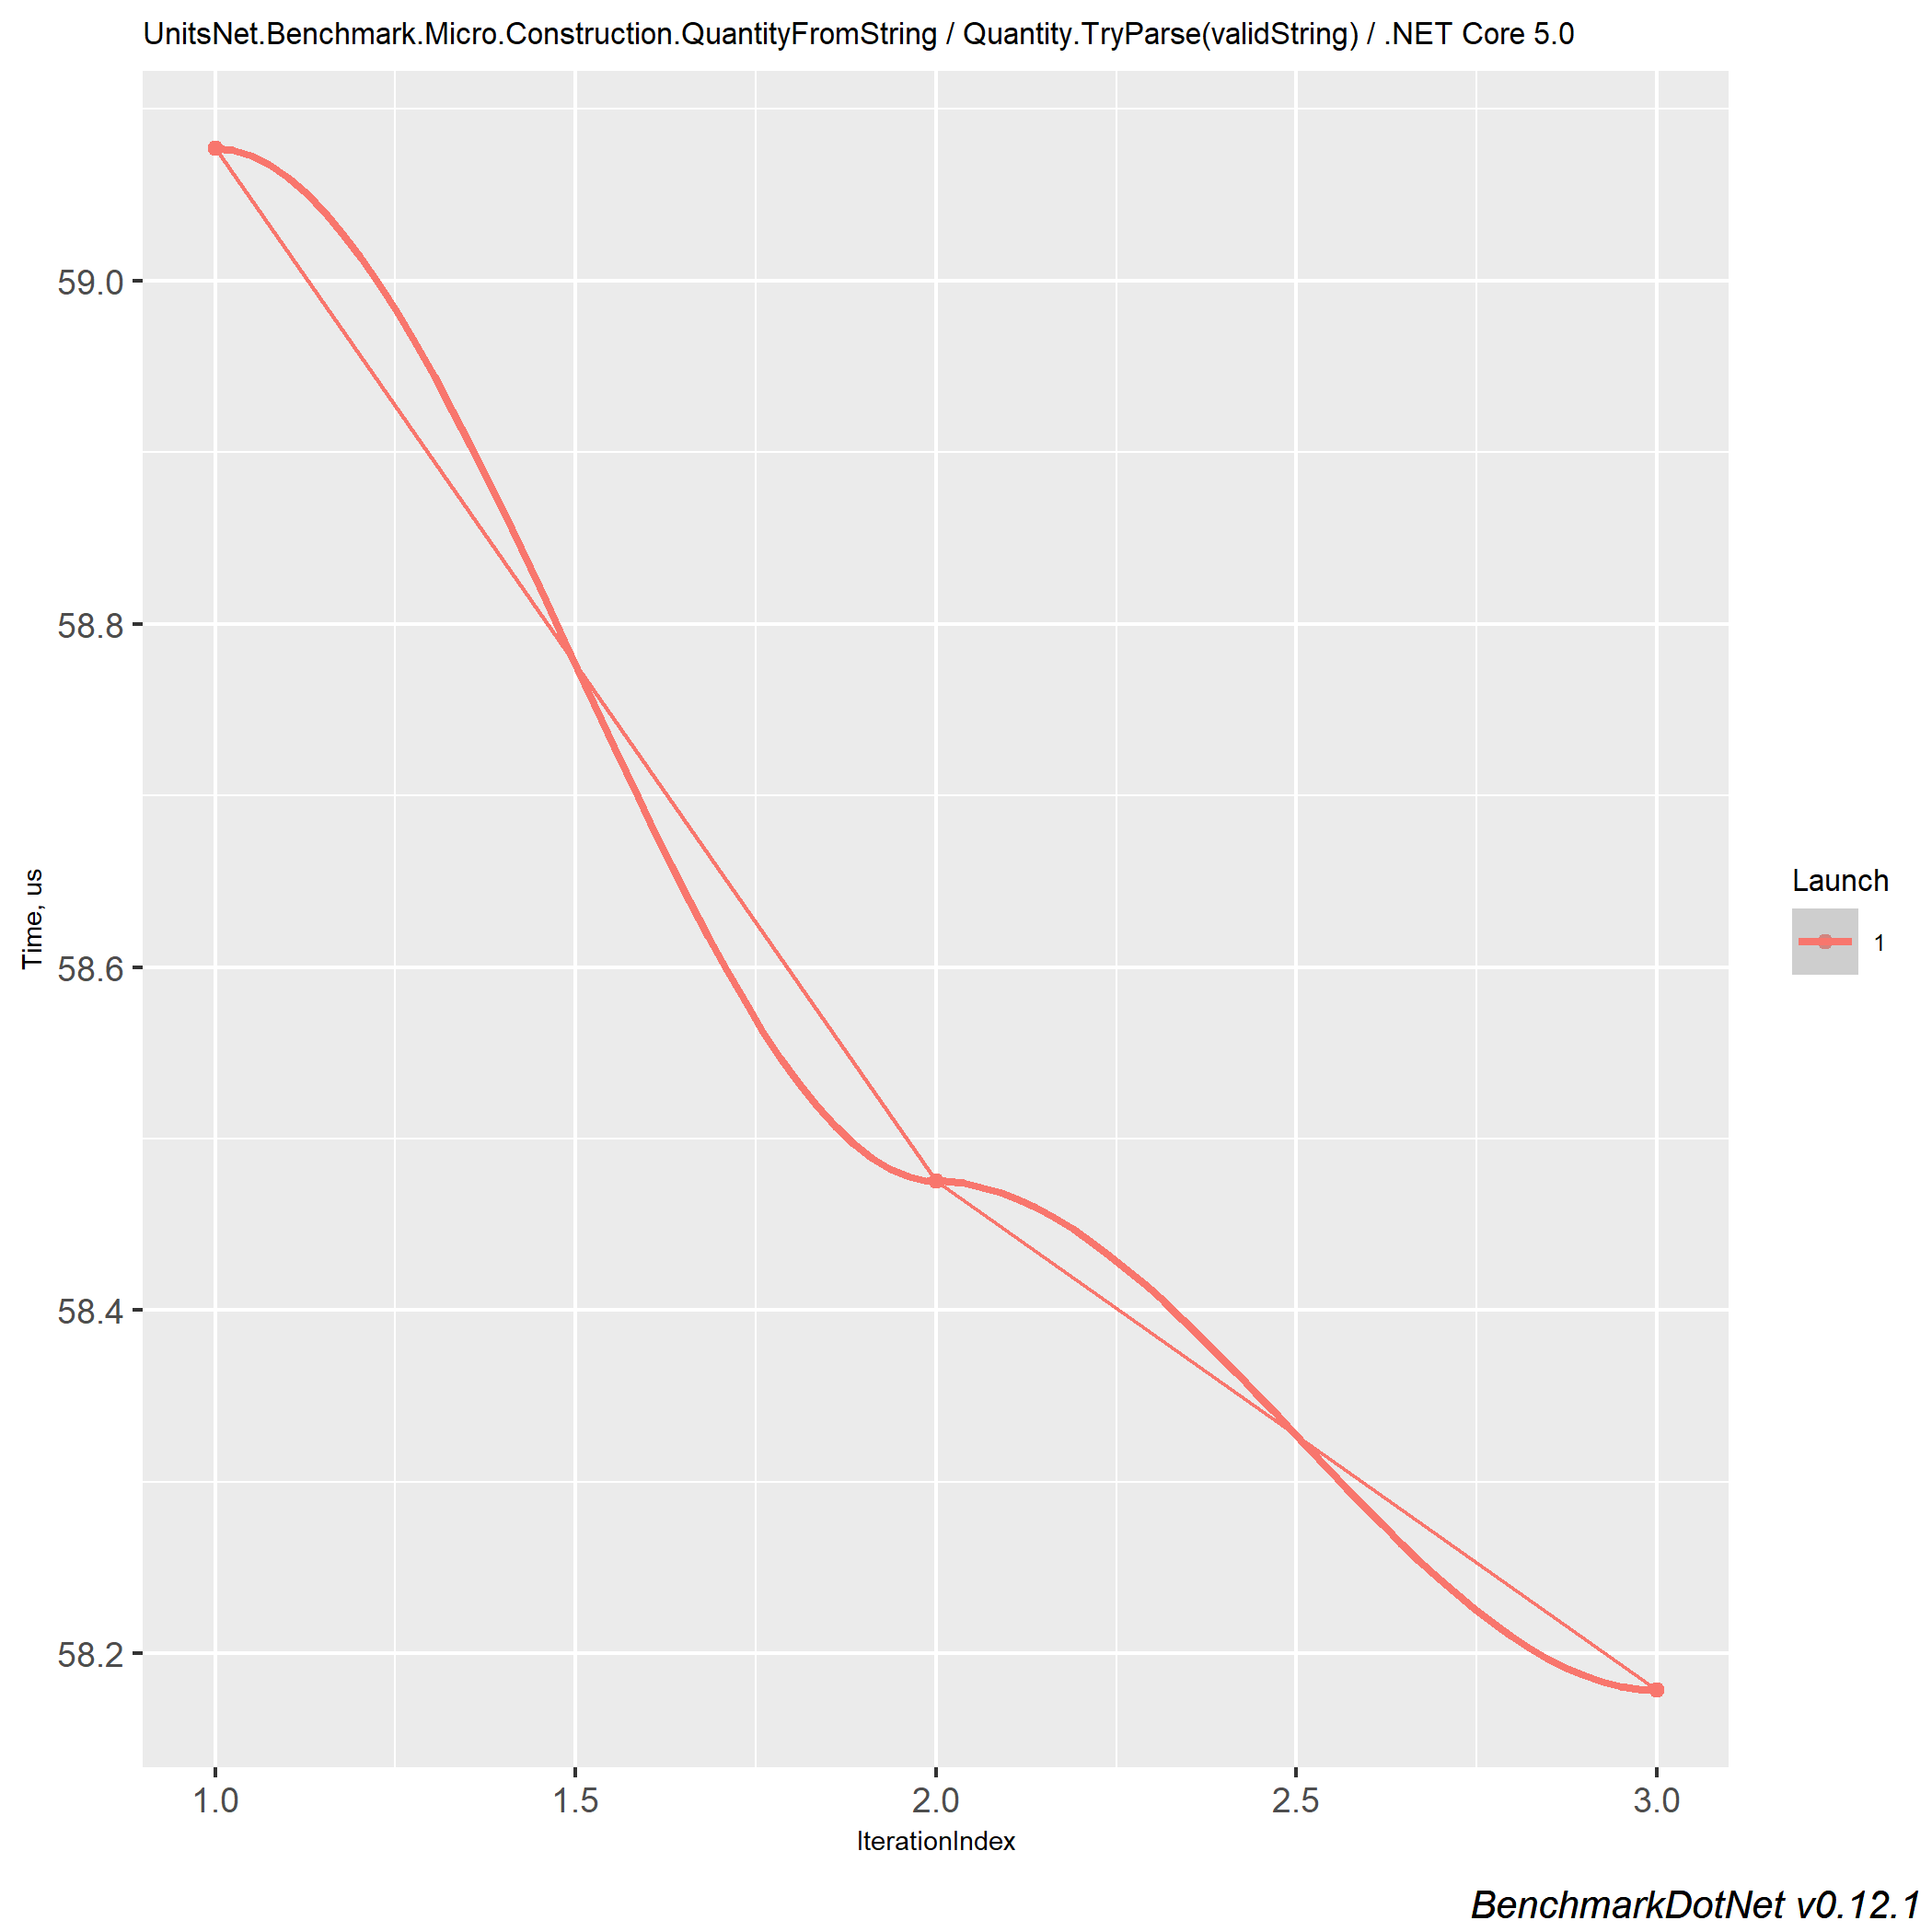 UnitsNet.Benchmark.Micro.Construction.QuantityFromString / Quantity.TryParse(validString) / .NET Core 5.0
59.0
58.8
58.6
58.4
58.2
Time, us
1.0 1.5 2.0 2.5 3.0
IterationIndex
Launch
1
BenchmarkDotNet v0.12.1